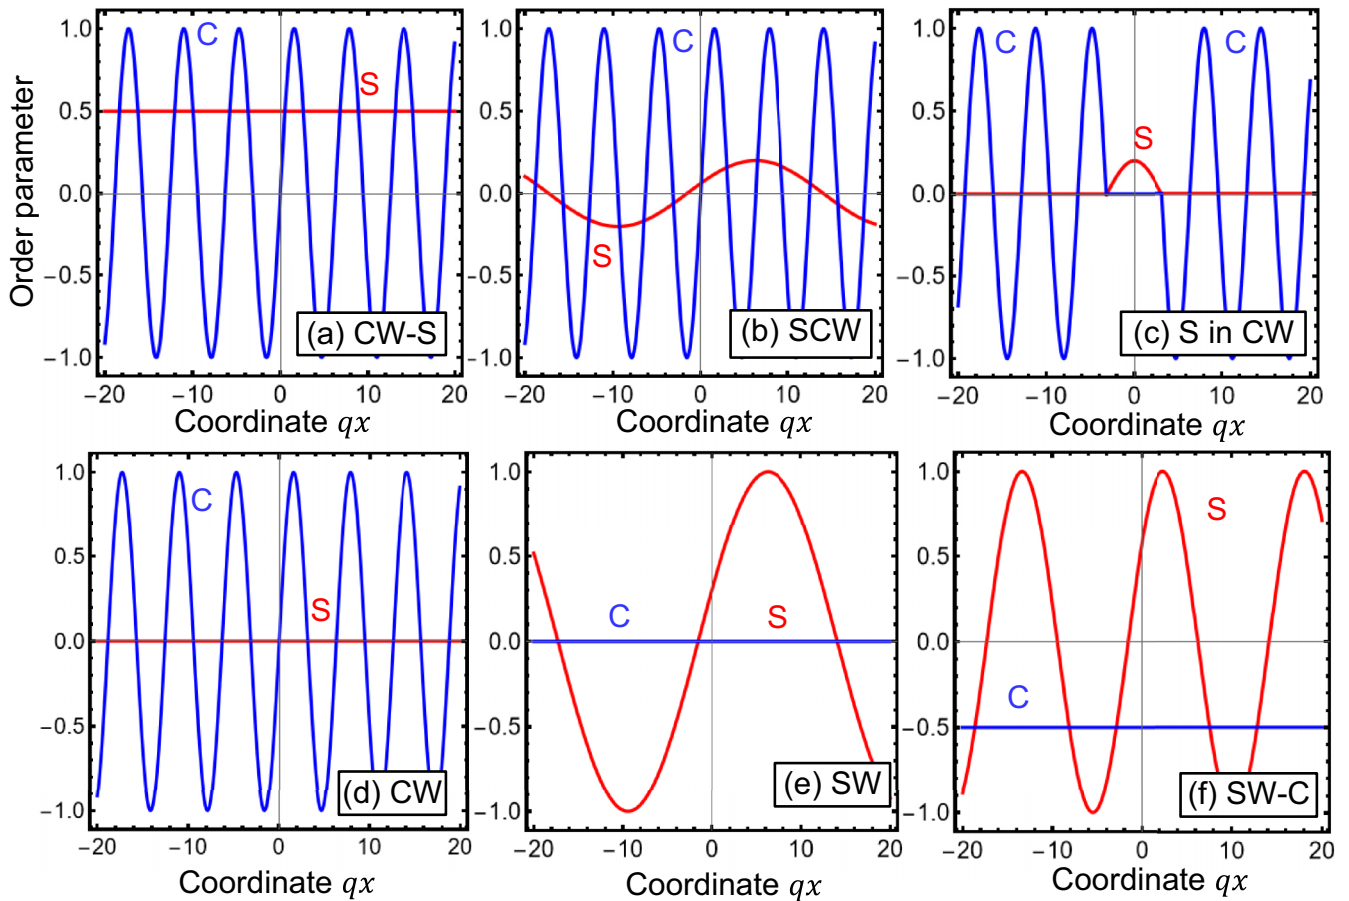 Order parameter
1.0
0.5
0.0
−0.5
−1.0
C
S
(a) CW-S
−20
−10
0
10
20
Coordinate qx
1.0
0.5
0.0
−0.5
−1.0
C
S
(b) SCW
−20
−10
0
10
20
Coordinate qx
1.0
0.5
0.0
−0.5
−1.0
C
C
S
(c) S in CW
−20
−10
0
10
20
Coordinate qx
1.0
0.5
0.0
−0.5
−1.0
C
S
(d) CW
−20
−10
0
10
20
Coordinate qx
1.0
0.5
0.0
−0.5
−1.0
C
S
(e) SW
−20
−10
0
10
20
Coordinate qx
1.0
0.5
0.0
−0.5
−1.0
S
C
(f) SW-C
−20
−10
0
10
20
Coordinate qx